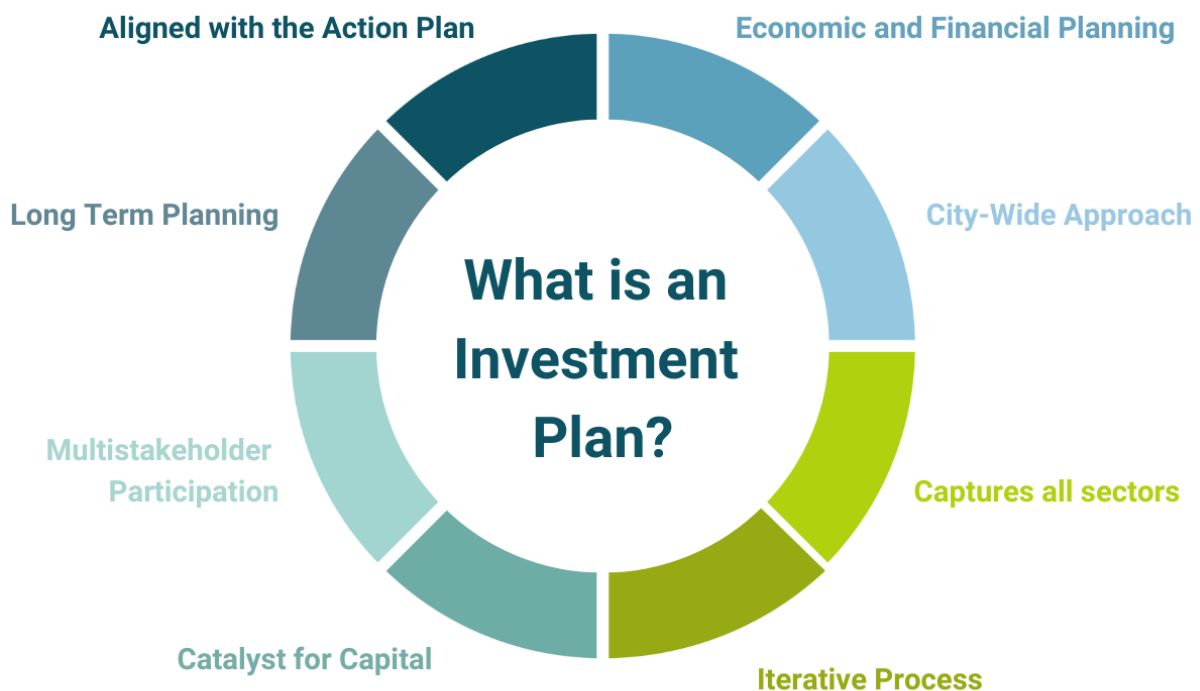 Aligned with the Action Plan
Economic and Financial Planning
Long Term Planning
City-Wide Approach
What is an
Investment
Plan?
Multistakeholder
Participation
Captures all sectors
Catalyst for Capital
Iterative Process